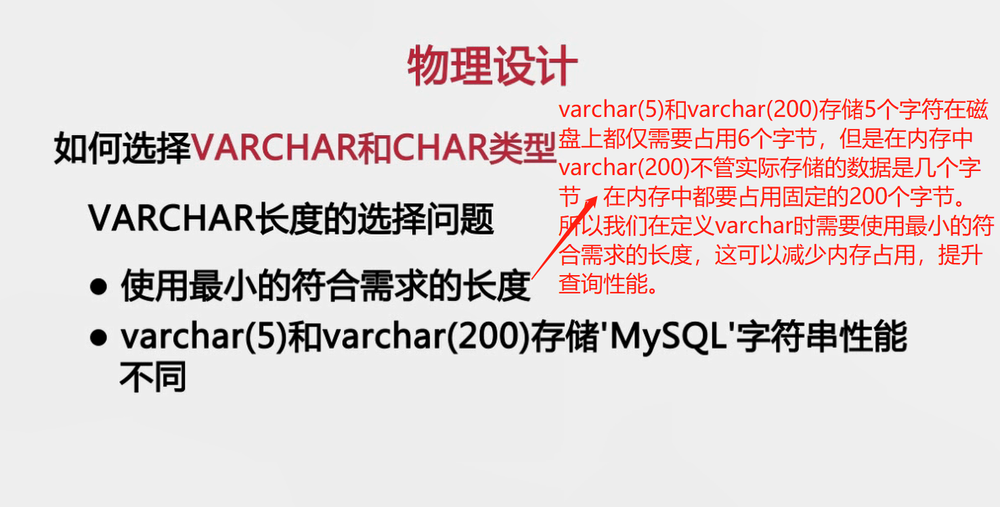 物理设计
如何选择VARCHAR和CHAR类型
VARCHAR长度的选择问题
● 使用最小的符合需求的长度
● varchar(5)和varchar(200)存储'MySQL'字符串性能
不同
varchar(5)和varchar(200)存储5个字符在磁
盘上都仅需要占用6个字节，但是在内存中
varchar(200)不管实际存储的数据是几个字
节，在内存中都要占用固定的200个字节。
所以我们在定义varchar时需要使用最小的符
合需求的长度，这可以减少内存占用，提升
查询性能。